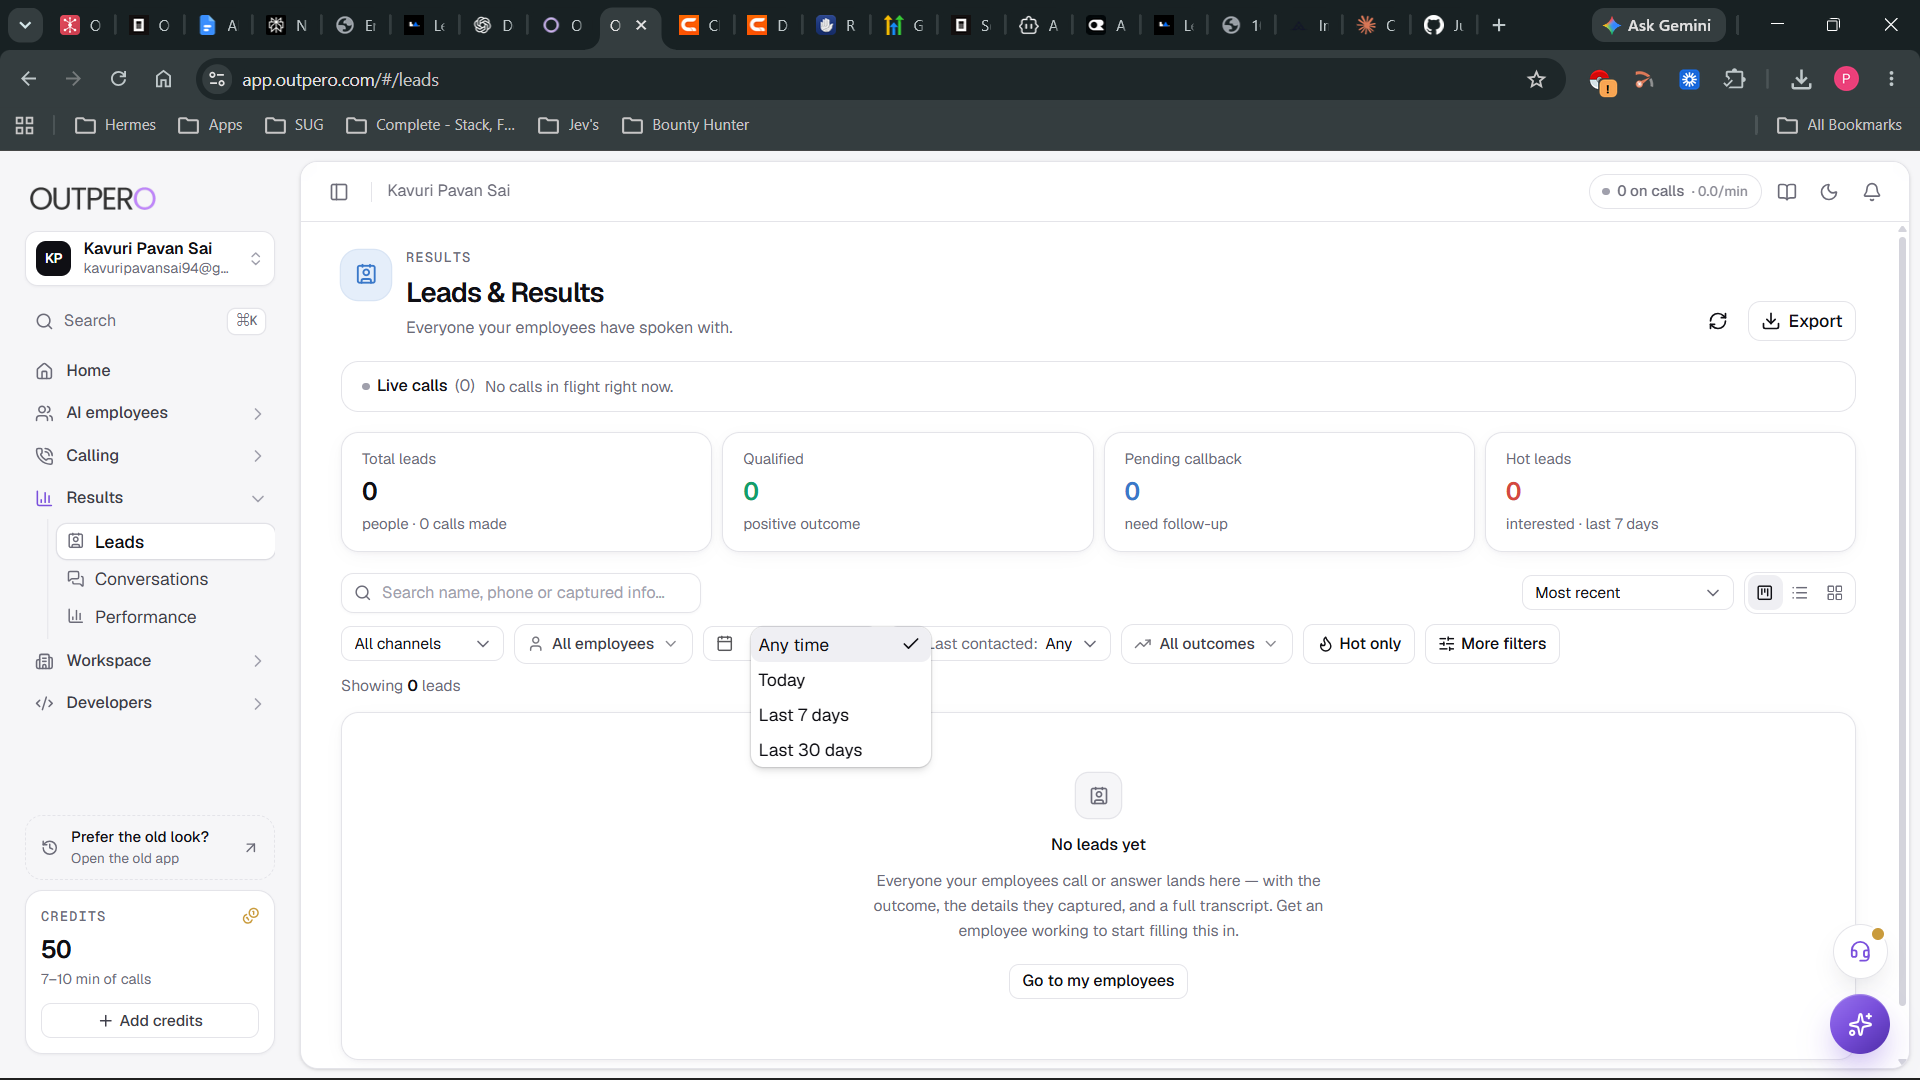 O
O
A
N
Er
Le
D
O
O
C
D
R
G
S
A
A
Le
1
Ir
C
Ju
Ask Gemini
app.outpero.com/#/leads
P
Hermes
Apps
SUG
Complete - Stack, F...
Jev's
Bounty Hunter
All Bookmarks
OUTPERO
KP
Kavuri Pavan Sai
kavuripavansai94@g...
Search
⌘K
Home
AI employees
Calling
Results
Leads
Conversations
Performance
Workspace
Developers
Prefer the old look?
Open the old app
CREDITS
50
7–10 min of calls
+ Add credits
Kavuri Pavan Sai
0 on calls · 0.0/min
RESULTS
Leads & Results
Everyone your employees have spoken with.
Export
Live calls (0) No calls in flight right now.
Total leads
0
people · 0 calls made
Qualified
0
positive outcome
Pending callback
0
need follow-up
Hot leads
0
interested · last 7 days
Search name, phone or captured info...
Most recent
All channels
All employees
Any time
Last contacted: Any
All outcomes
Hot only
More filters
Today
Last 7 days
Last 30 days
Showing 0 leads
No leads yet
Everyone your employees call or answer lands here — with the
outcome, the details they captured, and a full transcript. Get an
employee working to start filling this in.
Go to my employees